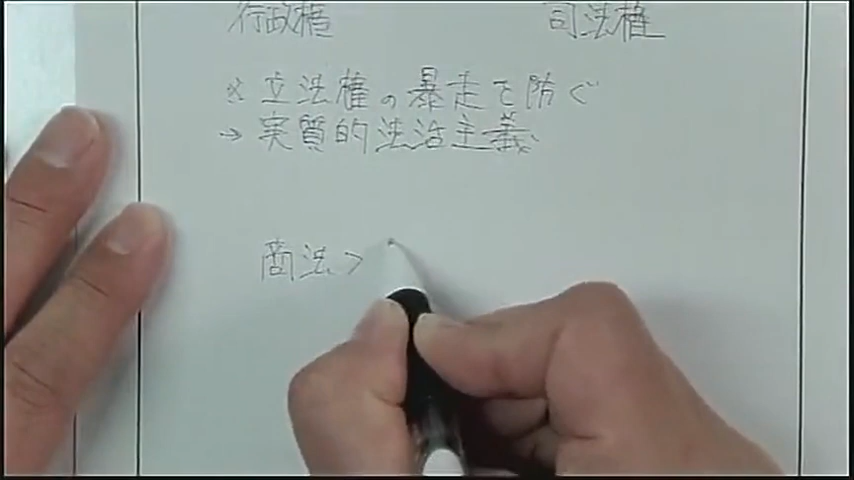 行政権 司法権
※ 立法権の暴走を防ぐ
→ 実質的法治主義
商法 >